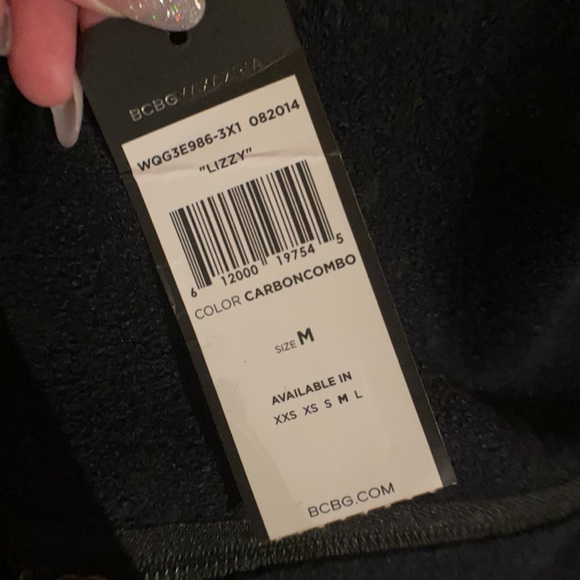 BCBGMAXAZRIA
WQG3E986-3X1 082014
"LIZZY"
6 12000 19754 5
COLOR CARBONCOMBO
SIZE M
AVAILABLE IN
XXS XS S M L
BCBG.COM